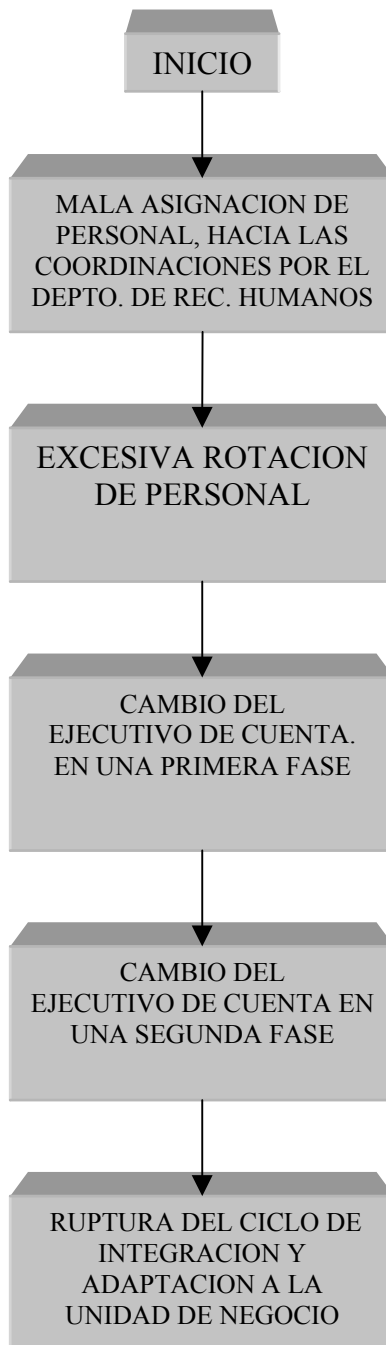 INICIO
MALA ASIGNACION DE
PERSONAL, HACIA LAS
COORDINACIONES POR EL
DEPTO. DE REC. HUMANOS
EXCESIVA ROTACION
DE PERSONAL
CAMBIO DEL
EJECUTIVO DE CUENTA.
EN UNA PRIMERA FASE
CAMBIO DEL
EJECUTIVO DE CUENTA EN
UNA SEGUNDA FASE
RUPTURA DEL CICLO DE
INTEGRACION Y
ADAPTACION A LA
UNIDAD DE NEGOCIO